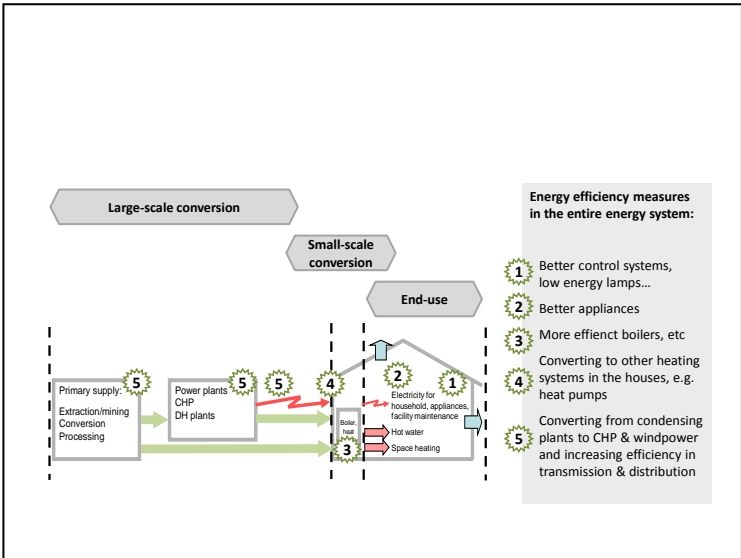 Large-scale conversion
Small-scale
conversion
End-use
5
5
5
4
2
1
Primary supply:
Extraction/mining
Conversion
Processing
Power plants
CHP
DH plants
Electricity for
household, appliances,
facility maintenance
Boiler,
heat
3
Hot water
Space heating
Energy efficiency measures
in the entire energy system:
1 Better control systems,
low energy lamps…
2 Better appliances
3 More effienct boilers, etc
4 Converting to other heating
systems in the houses, e.g.
heat pumps
5 Converting from condensing
plants to CHP & windpower
and increasing efficiency in
transmission & distribution